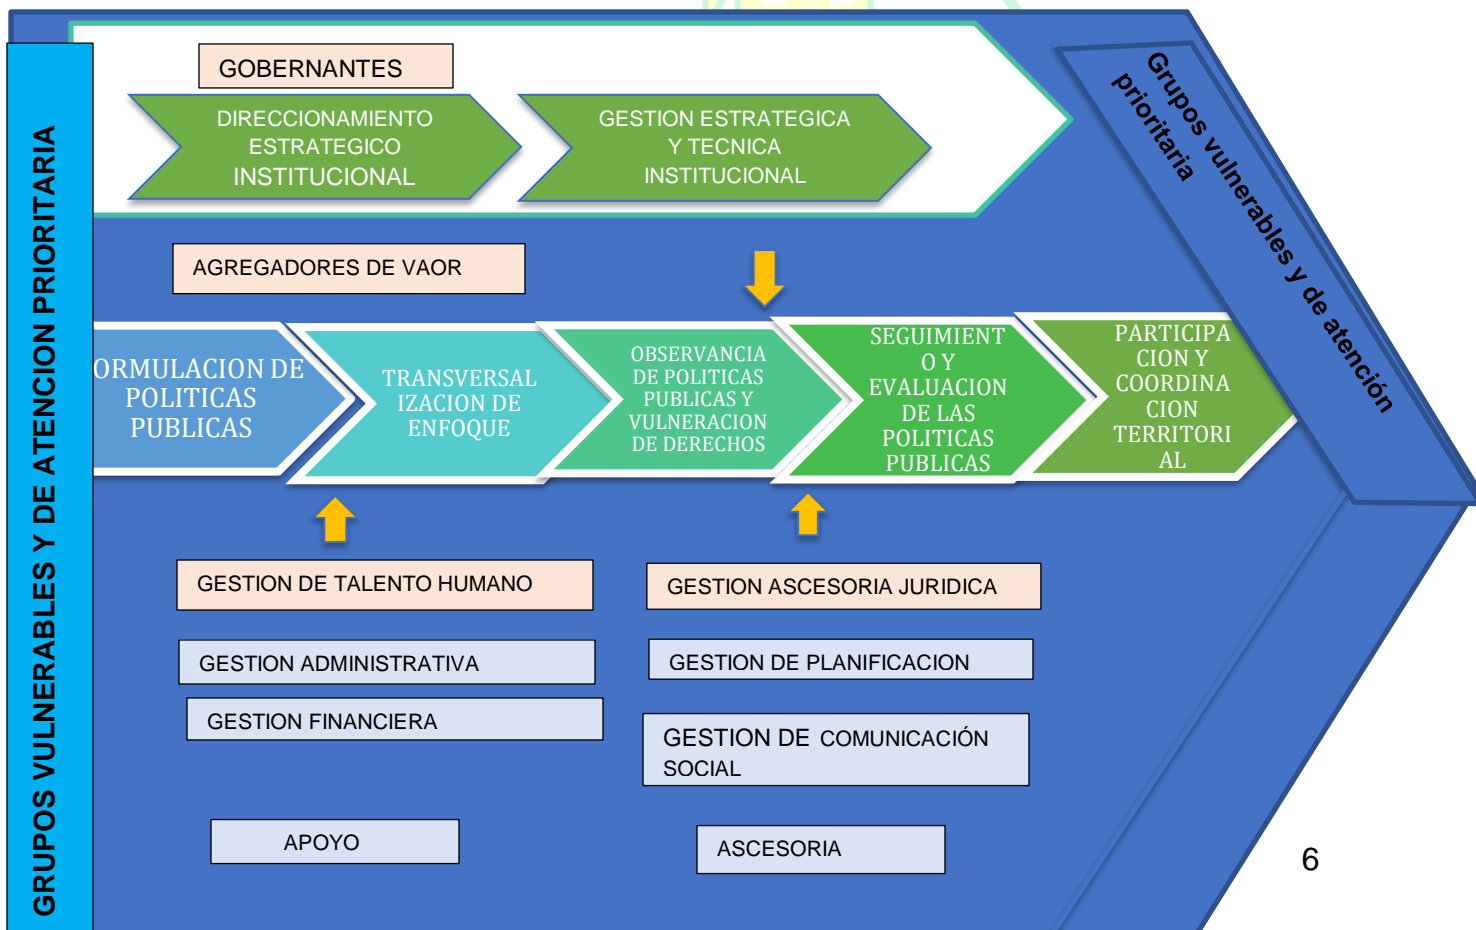 GRUPOS VULNERABLES Y DE ATENCION PRIORITARIA
GOBERNANTES
DIRECCIONAMIENTO
ESTRATEGICO
INSTITUCIONAL
GESTION ESTRATEGICA
Y TECNICA
INSTITUCIONAL
Grupos vulnerables y de atención
prioritaria
AGREGADORES DE VAOR
ORMULACION DE
POLITICAS
PUBLICAS
TRANSVERSAL
IZACION DE
ENFOQUE
OBSERVANCIA
DE POLITICAS
PUBLICAS Y
VULNERACION
DE DERECHOS
SEGUIMIENT
O Y
EVALUACION
DE LAS
POLITICAS
PUBLICAS
PARTICIPA
CION Y
COORDINA
CION
TERRITORI
AL
GESTION DE TALENTO HUMANO
GESTION ADMINISTRATIVA
GESTION FINANCIERA
APOYO
GESTION ASCESORIA JURIDICA
GESTION DE PLANIFICACION
GESTION DE COMUNICACIÓN
SOCIAL
ASCESORIA
6